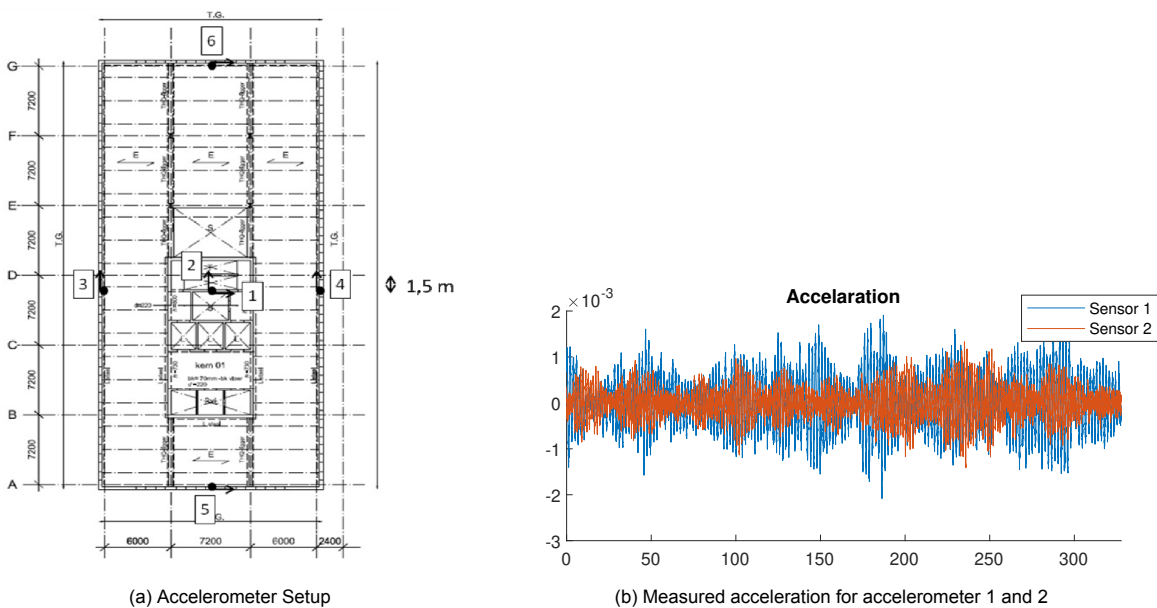 T.G.
6
G
7200
F
7200
E
E
E
E
7200
S
T.G.
T.G.
D
3
2
4
1,5 m
1
7200
C
kern 01
7200
B
7200
E
A
5
6000
7200
6000
2400
(a) Accelerometer Setup
×10-3
Accelaration
Sensor 1
Sensor 2
2
1
0
-1
-2
-3
0
50
100
150
200
250
300
(b) Measured acceleration for accelerometer 1 and 2